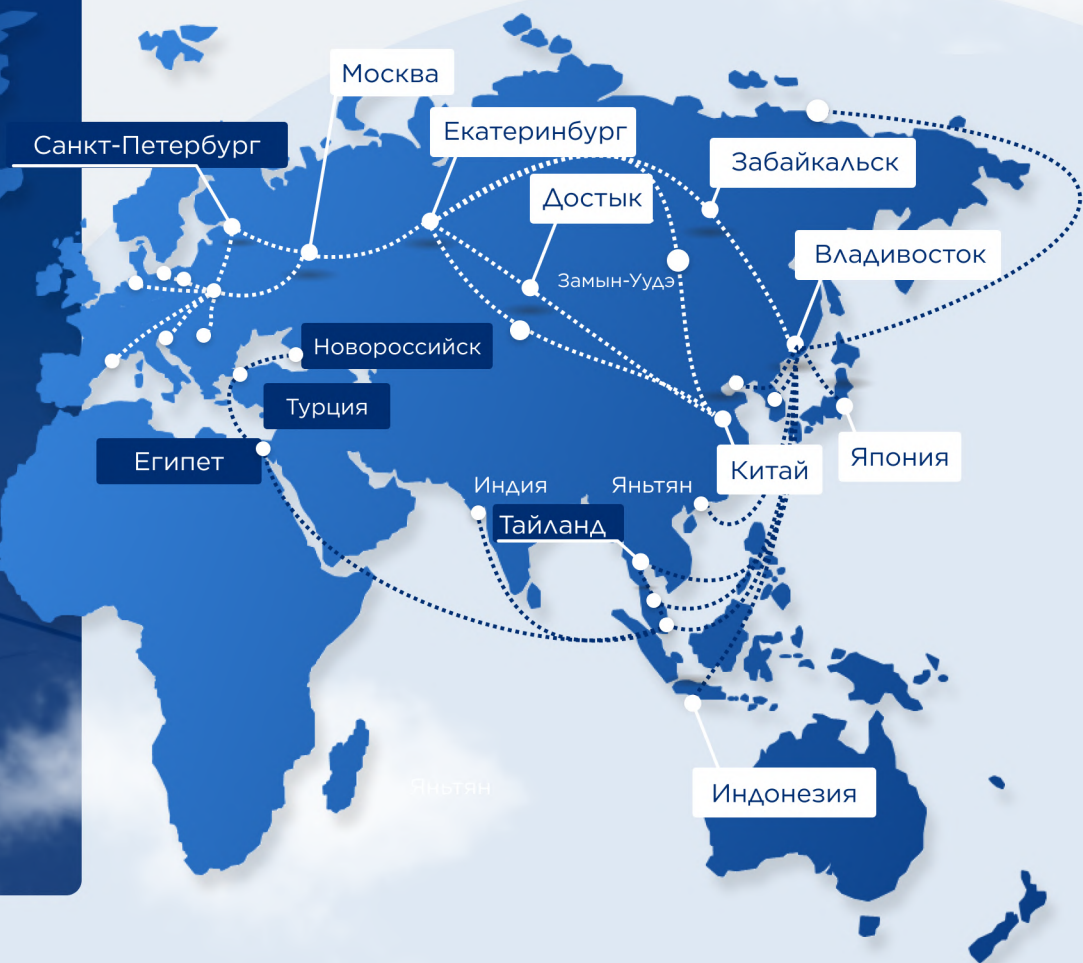 Москва
Екатеринбург
Санкт-Петербург
Забайкальск
Достык
Владивосток
Замын-Уудэ
Новороссийск
Турция
Египет
Китай
Япония
Индия
Яньтян
Тайланд
Яньтян
Индонезия